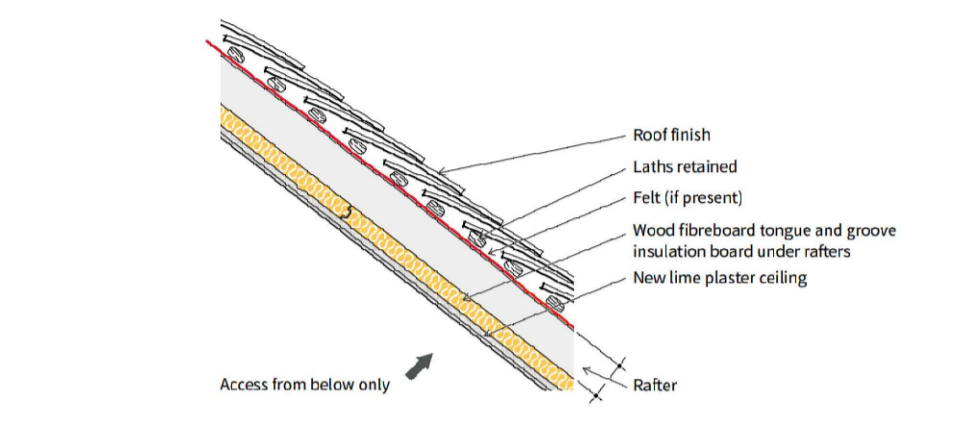 Roof finish
Laths retained
Felt (if present)
Wood fibreboard tongue and groove
insulation board under rafters
New lime plaster ceiling
Access from below only
Rafter